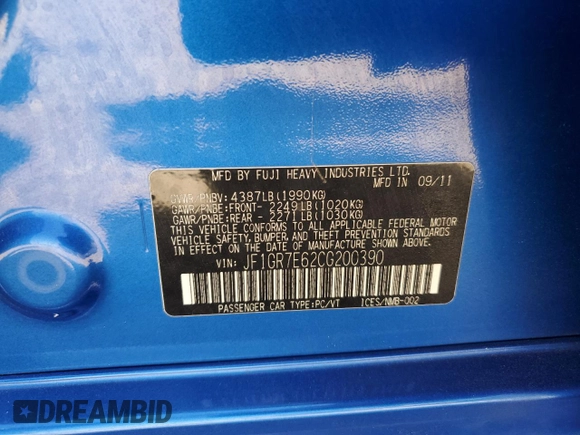 MFD BY FUJI HEAVY INDUSTRIES LTD.
MFD IN 09/11
GVWR/PNBV: 4387LB(1990KG)
GAWR/PNBE:FRONT- 2249LB(1020KG)
GAWR/PNBE:REAR - 2271LB(1030KG)
THIS VEHICLE CONFORMS TO ALL APPLICABLE FEDERAL MOTOR
VEHICLE SAFETY, BUMPER, AND THEFT PREVENTION STANDARDS
IN EFFECT ON THE DATE OF MANUFACTURE SHOWN ABOVE.
VIN: JF1GR7E62CG200390
PASSENGER CAR TYPE:PC/VT ICES/NMB-002
DREAMBID